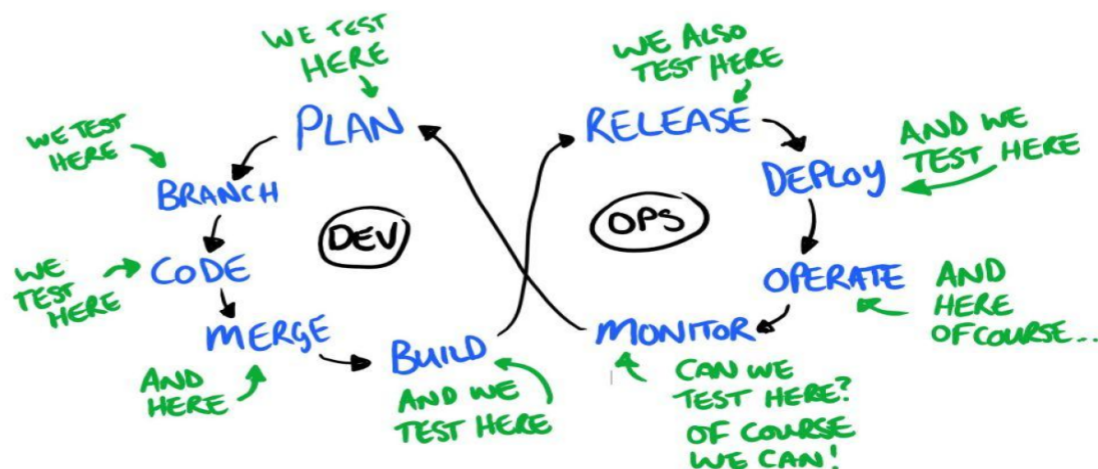 WE TEST
HERE
PLAN
WE TEST
HERE
BRANCH
WE
TEST
HERE
CODE
MERGE
AND
HERE
BUILD
AND WE
TEST HERE
DEV
WE ALSO
TEST HERE
RELEASE
AND WE
TEST HERE
DEPLOY
OPS
OPERATE
AND
HERE
OF COURSE...
MONITOR
CAN WE
TEST HERE?
OF COURSE
WE CAN!